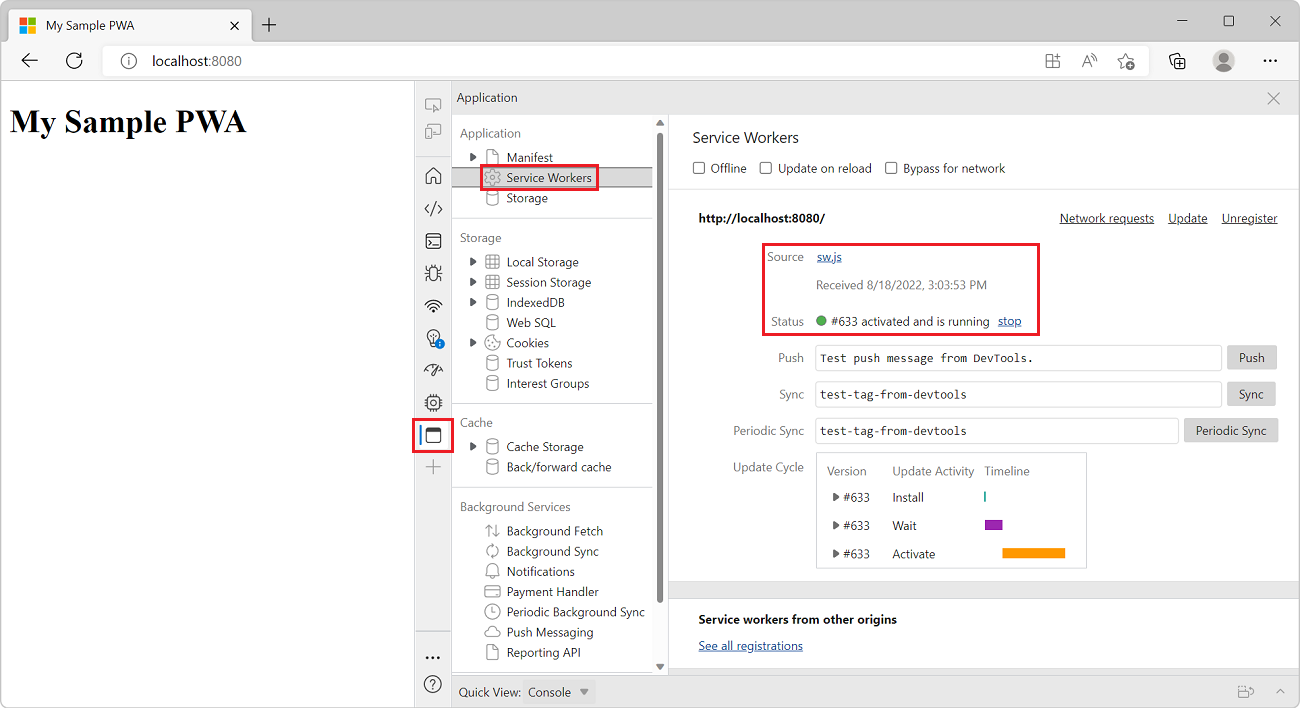 My Sample PWA
localhost:8080
My Sample PWA
Application
Application
Manifest
Service Workers
Storage
Storage
Local Storage
Session Storage
IndexedDB
Web SQL
Cookies
Trust Tokens
Interest Groups
Cache
Cache Storage
Back/forward cache
Background Services
Background Fetch
Background Sync
Notifications
Payment Handler
Periodic Background Sync
Push Messaging
Reporting API
Service Workers
Offline Update on reload Bypass for network
http://localhost:8080/ Network requests Update Unregister
Source sw.js
Received 8/18/2022, 3:03:53 PM
Status #633 activated and is running stop
Push Test push message from DevTools. Push
Sync test-tag-from-devtools Sync
Periodic Sync test-tag-from-devtools Periodic Sync
Update Cycle Version Update Activity Timeline
#633 Install
#633 Wait
#633 Activate
Service workers from other origins
See all registrations
Quick View: Console